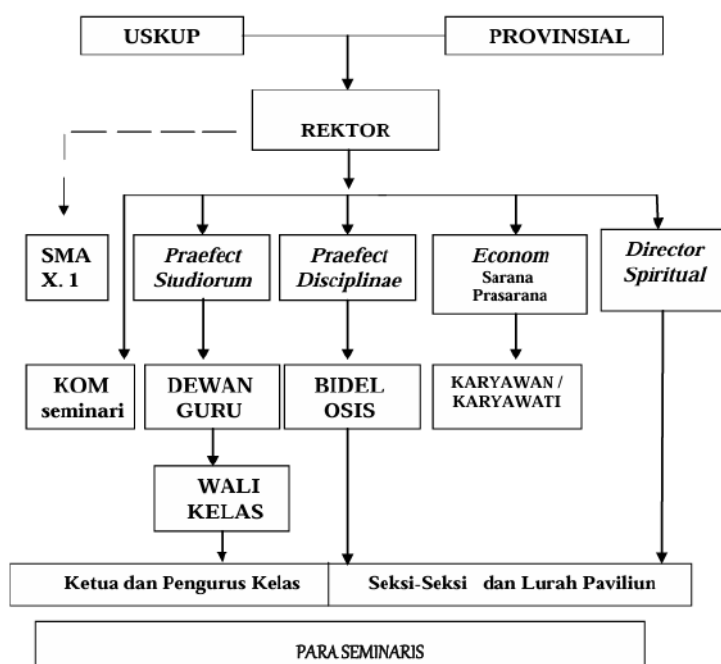 USKUP
PROVINSIAL
REKTOR
SMA
X. 1
Praefect
Studiorum
Praefect
Disciplinae
Econom
Sarana
Prasarana
Director
Spiritual
KOM
seminari
DEWAN
GURU
BIDEL
OSIS
KARYAWAN /
KARYAWATI
WALI
KELAS
Ketua dan Pengurus Kelas
Seksi-Seksi dan Lurah Paviliun
PARA SEMINARIS